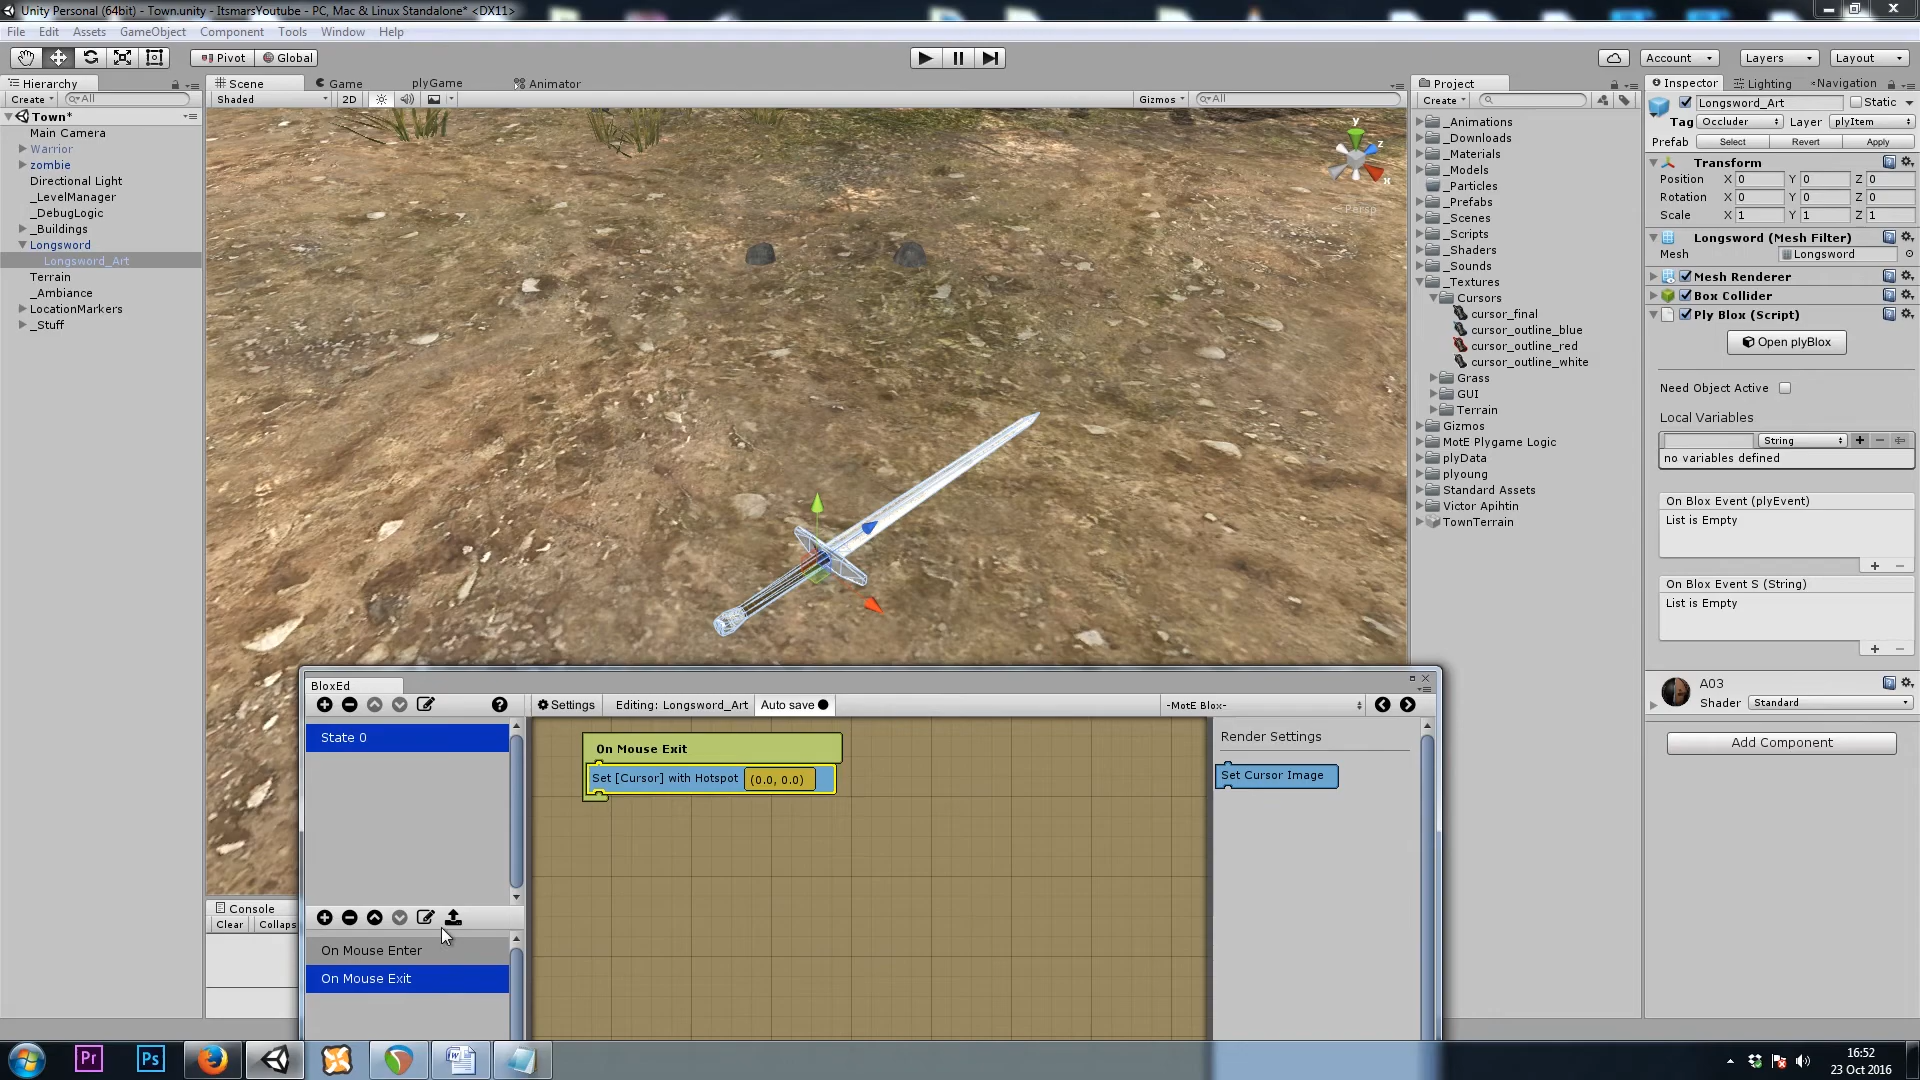 Unity Personal (64bit) - Town.unity - ItsmarsYoutube - PC, Mac & Linux Standalone* <DX11>
File Edit Assets GameObject Component Tools Window Help
Pivot Global Account Layers Layout
Hierarchy
Create All
Town*
Main Camera
Warrior
zombie
Directional Light
_LevelManager
_DebugLogic
_Buildings
Longsword
Longsword_Art
Terrain
_Ambiance
LocationMarkers
_Stuff
Scene Game plyGame Animator
Shaded 2D Gizmos All
y
z
x
Persp
Project
Create
_Animations
_Downloads
_Materials
_Models
_Particles
_Prefabs
_Scenes
_Scripts
_Shaders
_Sounds
_Textures
Cursors
cursor_final
cursor_outline_blue
cursor_outline_red
cursor_outline_white
Grass
GUI
Terrain
Gizmos
MotE Plygame Logic
plyData
plyoung
Standard Assets
Victor Apihtin
TownTerrain
Inspector Lighting Navigation
Longsword_Art Static
Tag Occluder Layer plyItem
Prefab Select Revert Apply
Transform
Position X 0 Y 0 Z 0
Rotation X 0 Y 0 Z 0
Scale X 1 Y 1 Z 1
Longsword (Mesh Filter)
Mesh Longsword
Mesh Renderer
Box Collider
Ply Blox (Script)
Open plyBlox
Need Object Active
Local Variables
String
no variables defined
On Blox Event (plyEvent)
List is Empty
On Blox Event S (String)
List is Empty
A03
Shader Standard
Add Component
BloxEd
Settings Editing: Longsword_Art Auto save -MotE Blox-
State 0
On Mouse Exit
Set [Cursor] with Hotspot (0.0, 0.0)
Render Settings
Set Cursor Image
On Mouse Enter
On Mouse Exit
Console
Clear Collaps
Pr Ps
16:52
23 Oct 2016